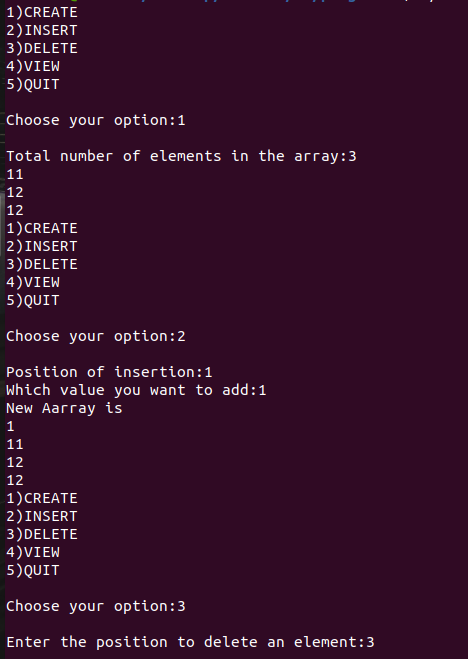 1)CREATE
2)INSERT
3)DELETE
4)VIEW
5)QUIT
Choose your option:1
Total number of elements in the array:3
11
12
12
1)CREATE
2)INSERT
3)DELETE
4)VIEW
5)QUIT
Choose your option:2
Position of insertion:1
Which value you want to add:1
New Aarray is
1
11
12
12
1)CREATE
2)INSERT
3)DELETE
4)VIEW
5)QUIT
Choose your option:3
Enter the position to delete an element:3